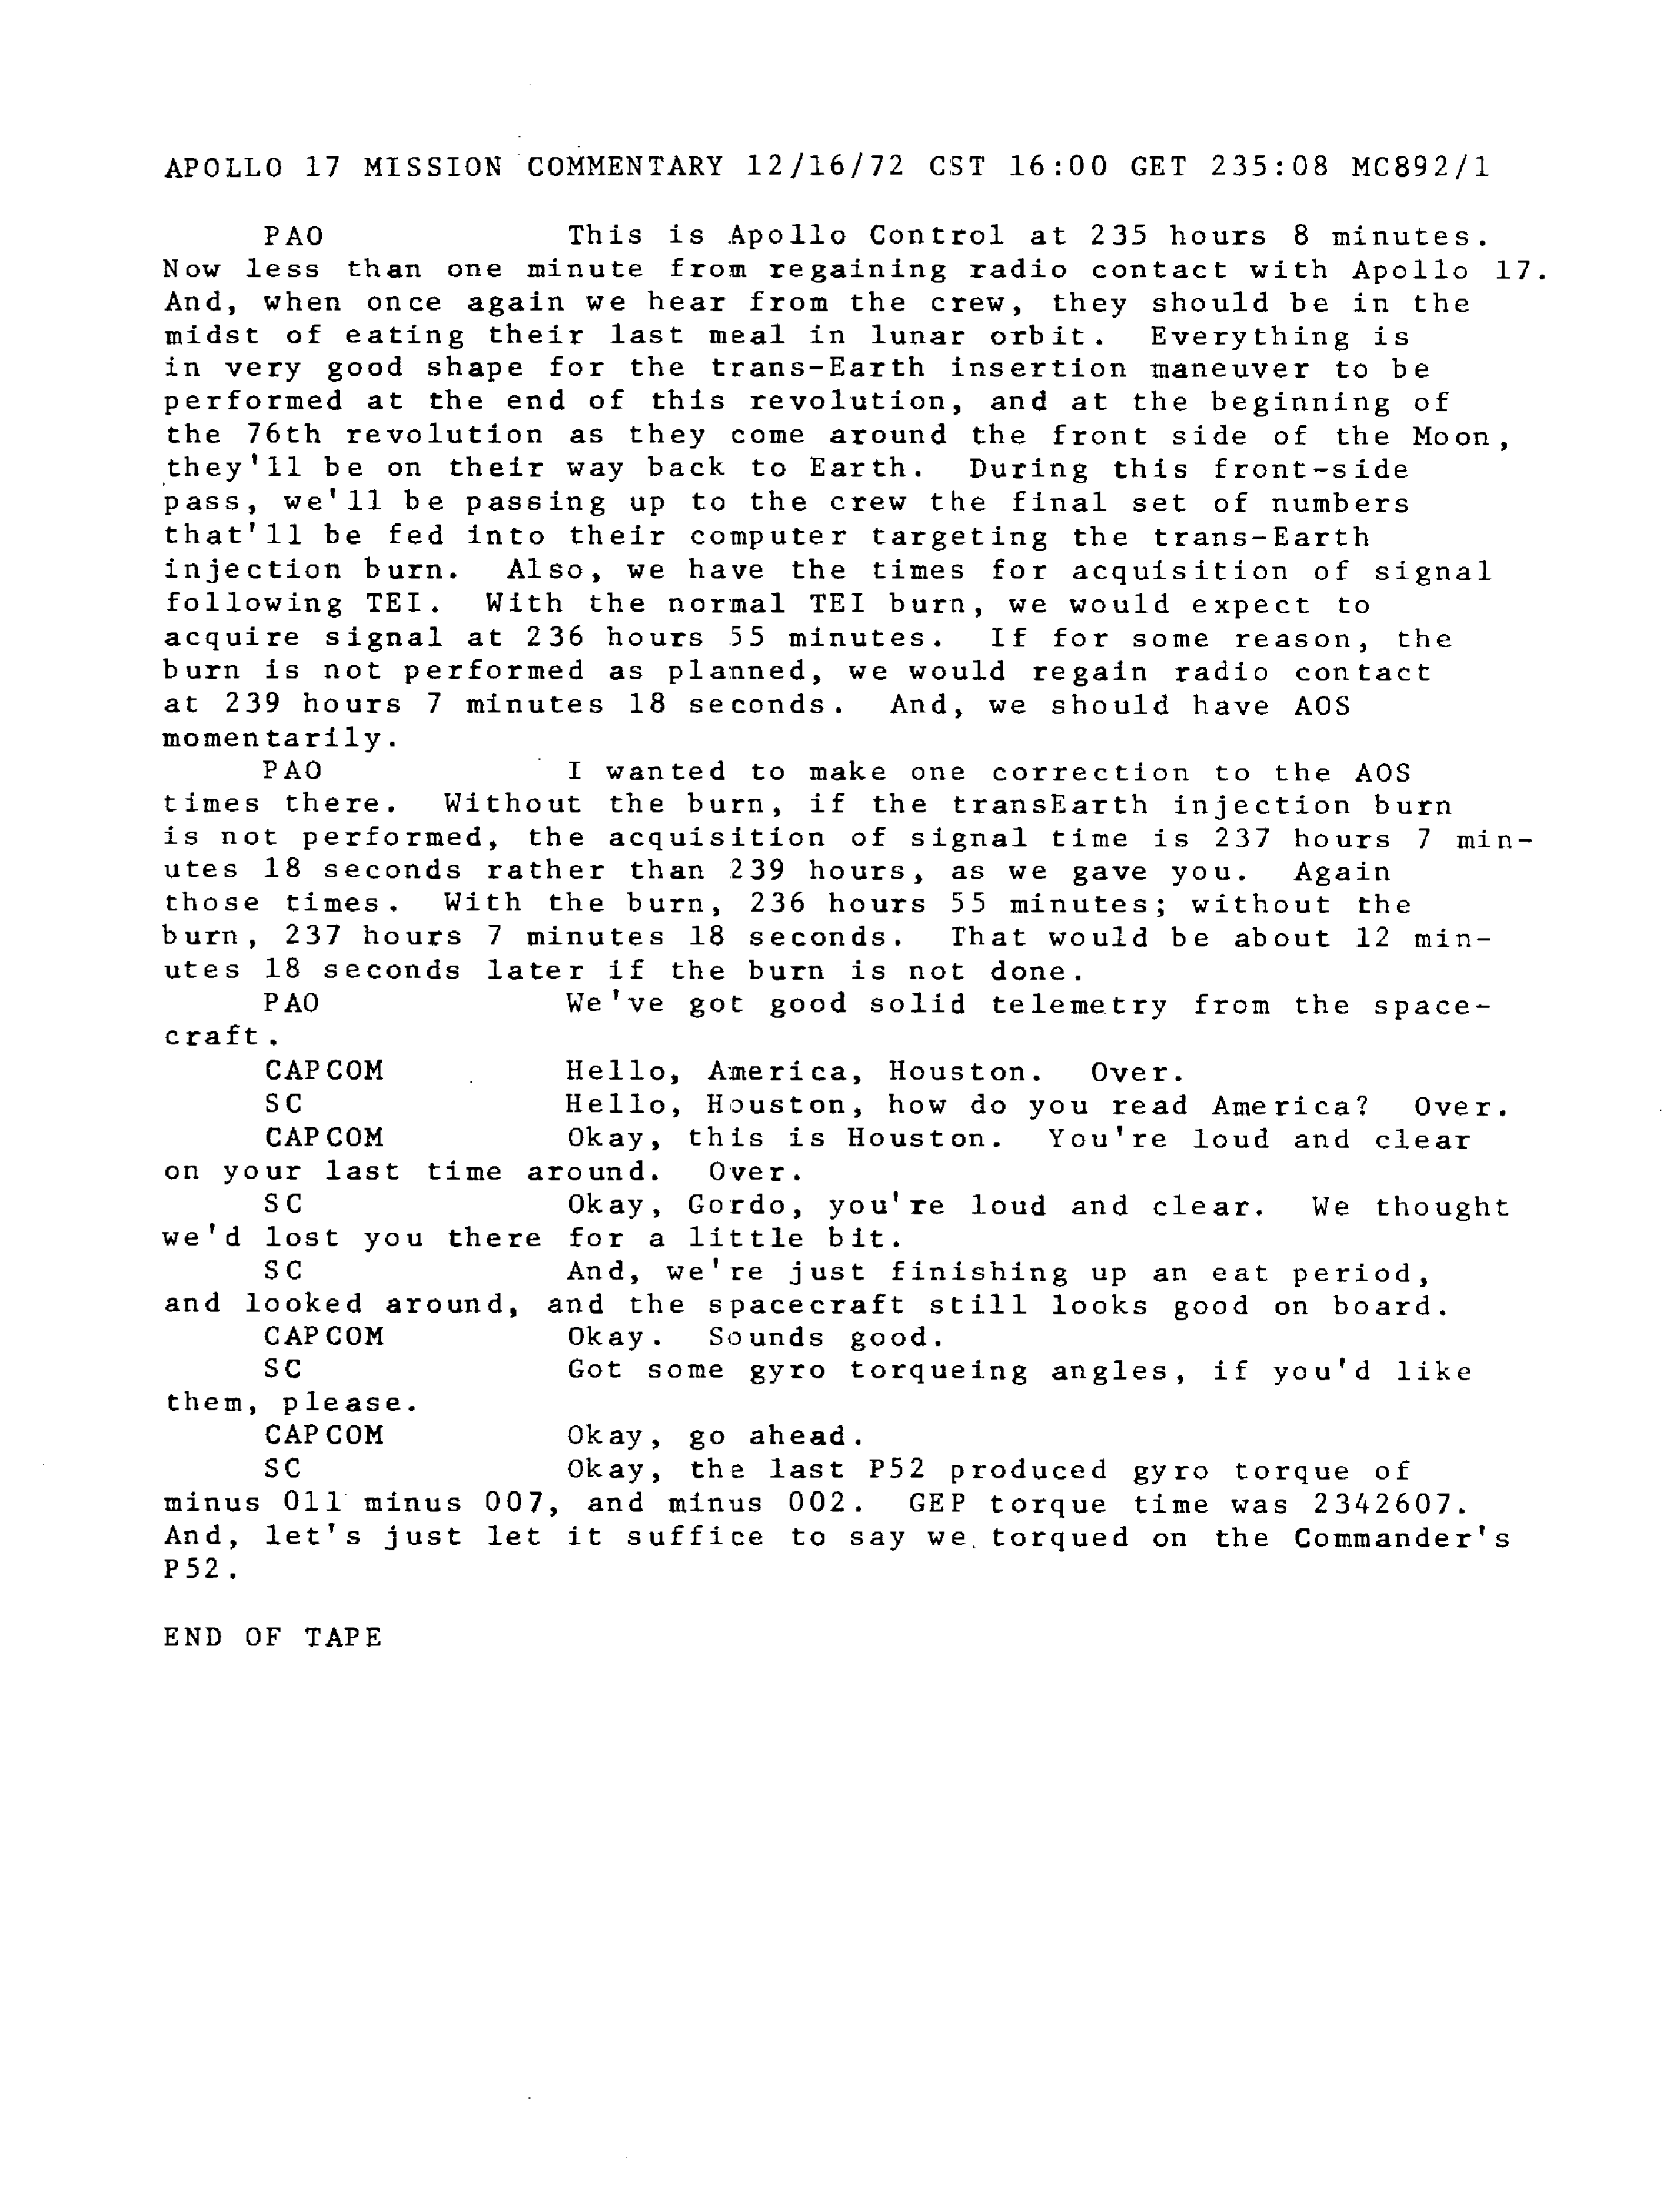 APOLLO 17 MISSION COMMENTARY 12/16/72 CST 16:00 GET 235:08 MC892/1
PAO This is Apollo Control at 235 hours 8 minutes.
Now less than one minute from regaining radio contact with Apollo 17.
And, when once again we hear from the crew, they should be in the
midst of eating their last meal in lunar orbit. Everything is
in very good shape for the trans-Earth insertion maneuver to be
performed at the end of this revolution, and at the beginning of
the 76th revolution as they come around the front side of the Moon,
they'll be on their way back to Earth. During this front-side
pass, we'll be passing up to the crew the final set of numbers
that'll be fed into their computer targeting the trans-Earth
injection burn. Also, we have the times for acquisition of signal
following TEI. With the normal TEI burn, we would expect to
acquire signal at 236 hours 55 minutes. If for some reason, the
burn is not performed as planned, we would regain radio contact
at 239 hours 7 minutes 18 seconds. And, we should have AOS
momentarily.
PAO I wanted to make one correction to the AOS
times there. Without the burn, if the transEarth injection burn
is not performed, the acquisition of signal time is 237 hours 7 min-
utes 18 seconds rather than 239 hours, as we gave you. Again
those times. With the burn, 236 hours 55 minutes; without the
burn, 237 hours 7 minutes 18 seconds. That would be about 12 min-
utes 18 seconds later if the burn is not done.
PAO We've got good solid telemetry from the space-
craft.
CAPCOM Hello, America, Houston. Over.
SC Hello, Houston, how do you read America? Over.
CAPCOM Okay, this is Houston. You're loud and clear
on your last time around. Over.
SC Okay, Gordo, you're loud and clear. We thought
we'd lost you there for a little bit.
SC And, we're just finishing up an eat period,
and looked around, and the spacecraft still looks good on board.
CAPCOM Okay. Sounds good.
SC Got some gyro torqueing angles, if you'd like
them, please.
CAPCOM Okay, go ahead.
SC Okay, the last P52 produced gyro torque of
minus 011 minus 007, and minus 002. GEP torque time was 2342607.
And, let's just let it suffice to say we torqued on the Commander's
P52.
END OF TAPE